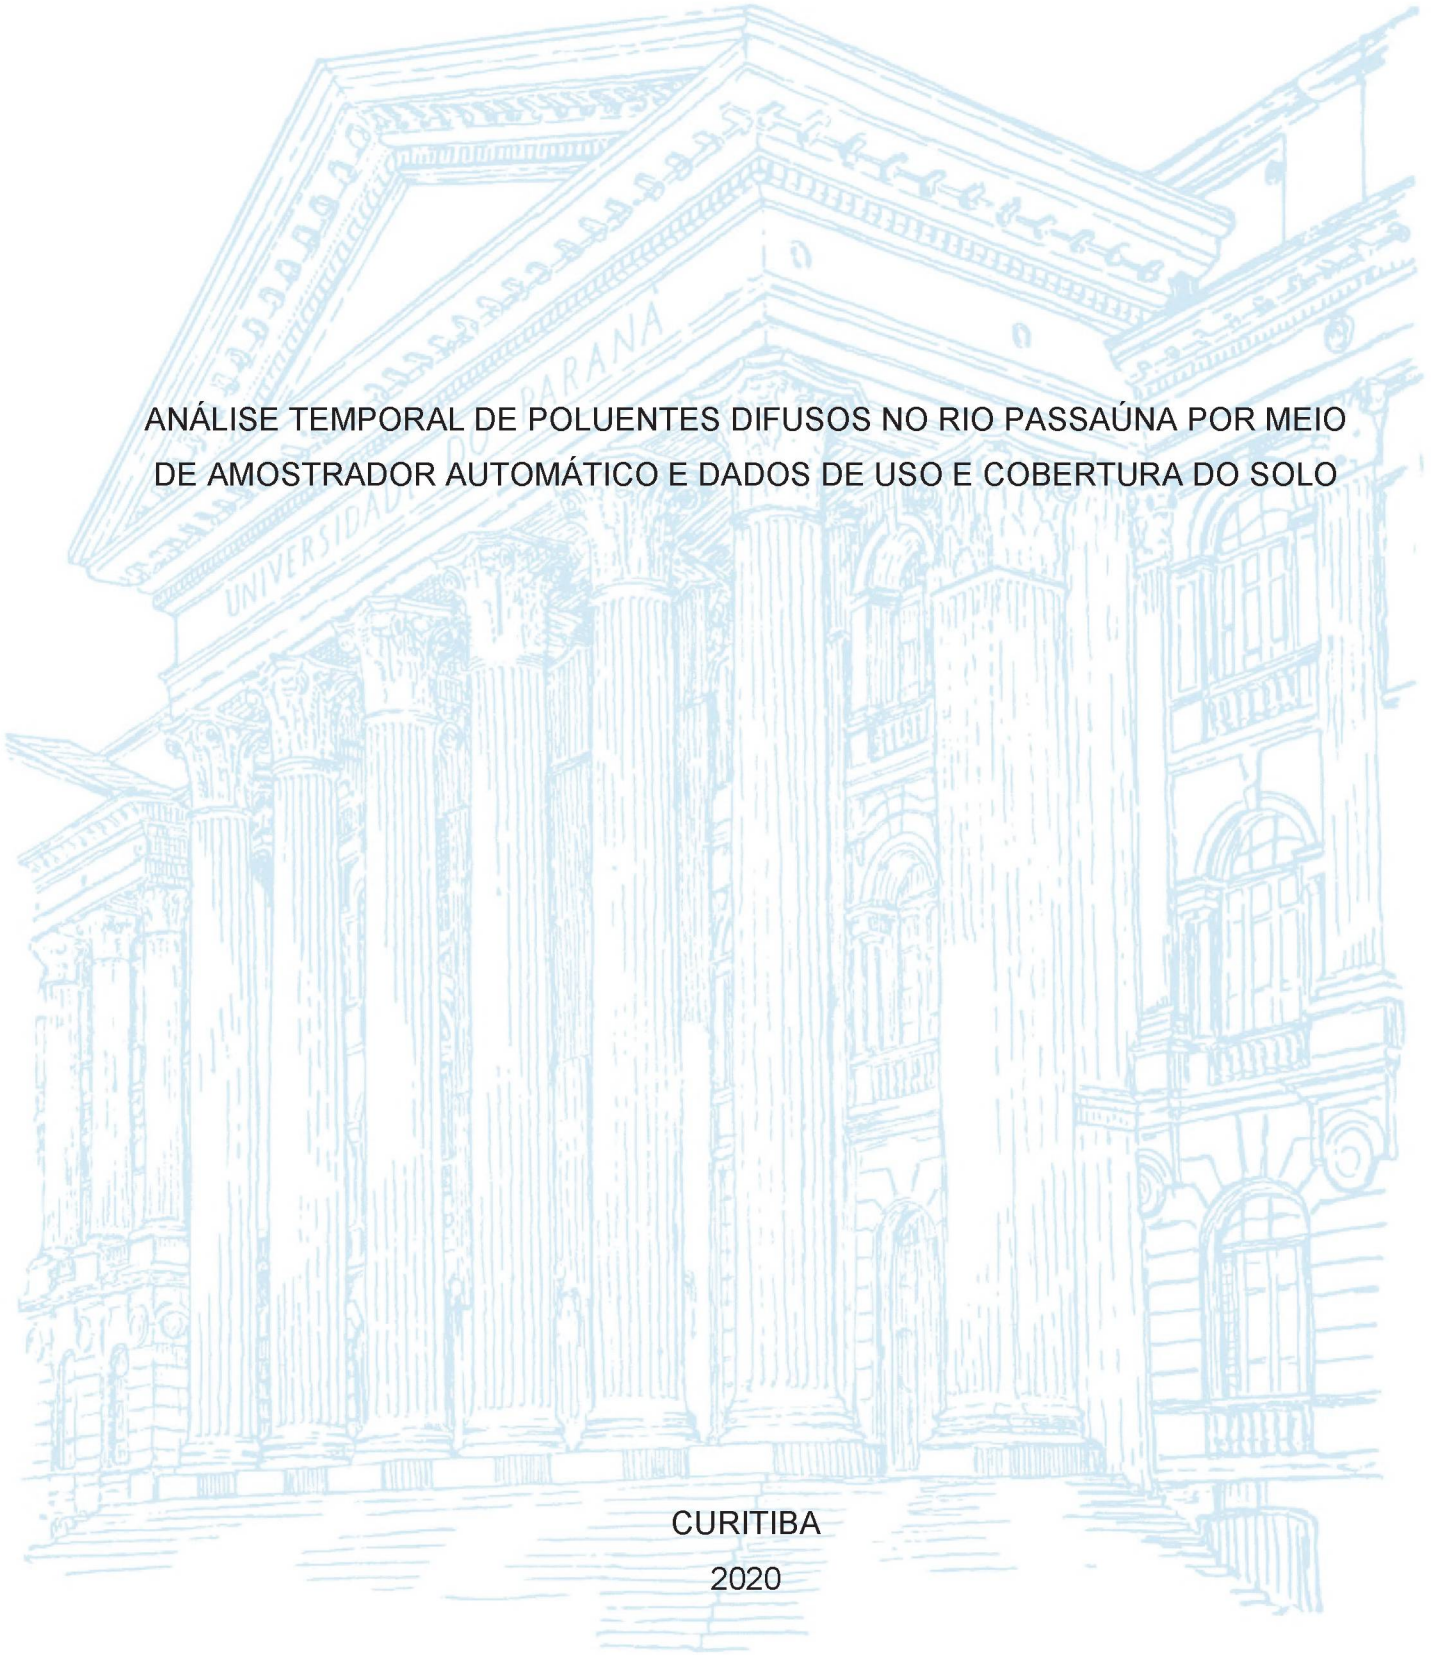 ANÁLISE TEMPORAL DE POLUENTES DIFUSOS NO RIO PASSAÚNA POR MEIO
DE AMOSTRADOR AUTOMÁTICO E DADOS DE USO E COBERTURA DO SOLO
UNIVERSIDADE DO PARANÁ
CURITIBA
2020